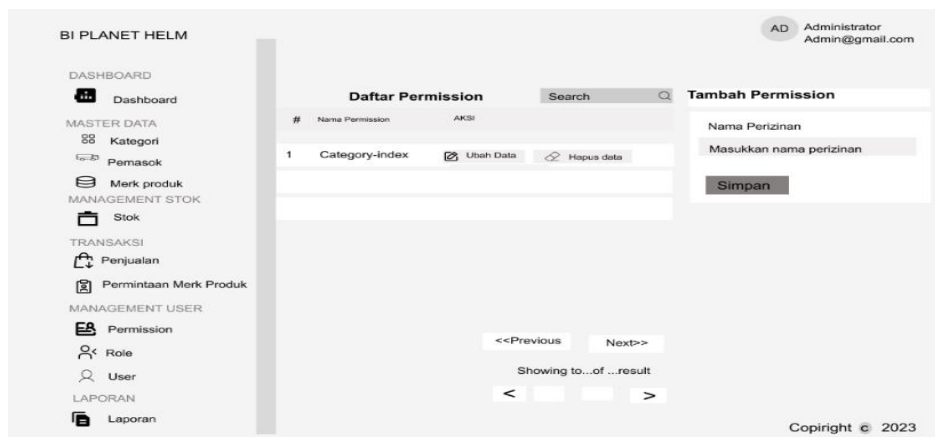 BI PLANET HELM
AD
Administrator
Admin@gmail.com
DASHBOARD
Dashboard
MASTER DATA
Kategori
Pemasok
Merk produk
MANAGEMENT STOK
Stok
TRANSAKSI
Penjualan
Permintaan Merk Produk
MANAGEMENT USER
Permission
Role
User
LAPORAN
Laporan
Daftar Permission
Search
# Nama Permission AKSI
1 Category-index Ubah Data Hapus data
<<Previous Next>>
Showing to...of ...result
< >
Tambah Permission
Nama Perizinan
Masukkan nama perizinan
Simpan
Copiright c 2023